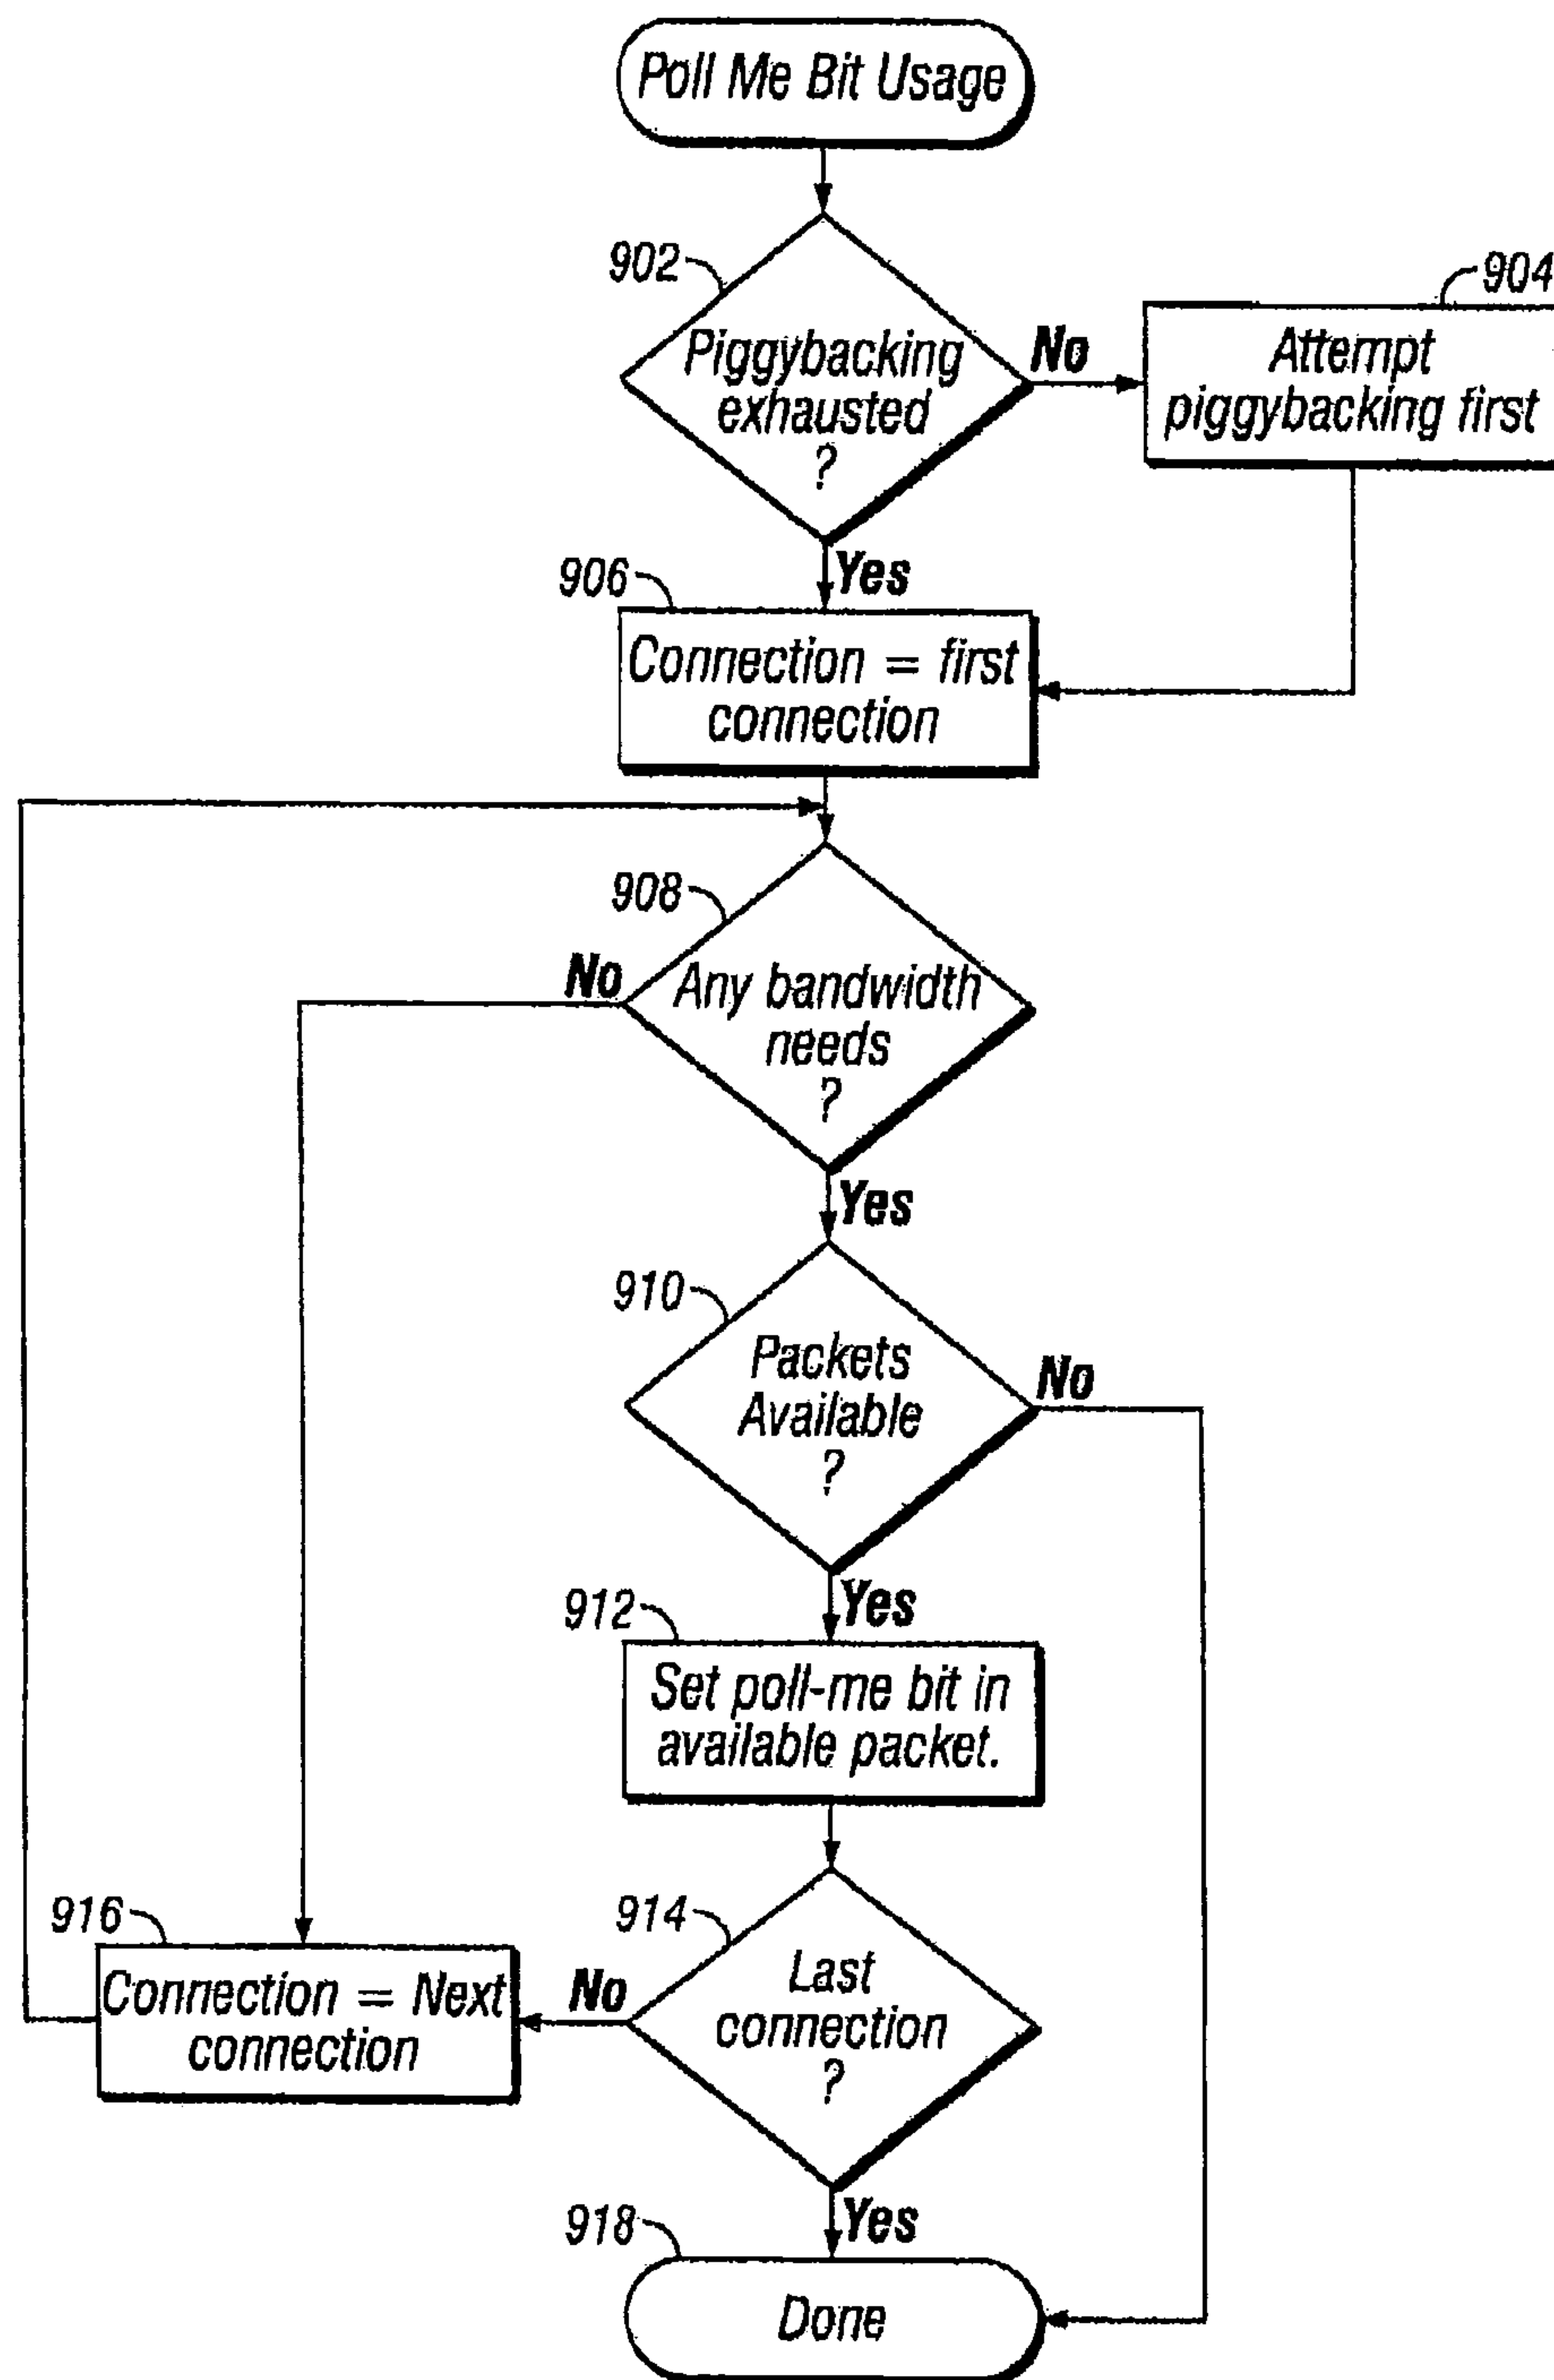 Poll Me Bit Usage
902
904
Piggybacking
exhausted
?
No
Attempt
piggybacking first
Yes
906
Connection = first
connection
908
No
Any bandwidth
needs
?
Yes
910
Packets
Available
?
No
Yes
912
Set poll-me bit in
available packet.
916
914
Connection = Next
connection
No
Last
connection
?
Yes
918
Done